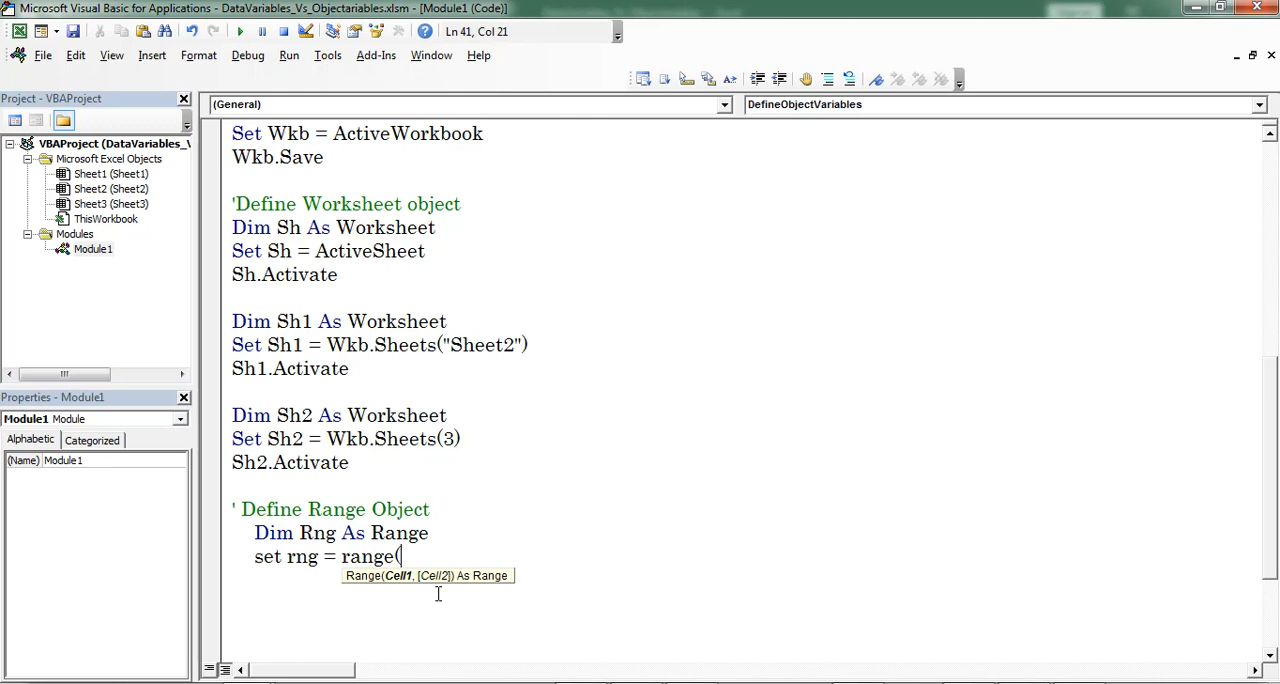 Microsoft Visual Basic for Applications - DataVariables_Vs_Objectariables.xlsm - [Module1 (Code)]
Ln 41, Col 21
File Edit View Insert Format Debug Run Tools Add-Ins Window Help
Project - VBAProject
VBAProject (DataVariables_V
Microsoft Excel Objects
Sheet1 (Sheet1)
Sheet2 (Sheet2)
Sheet3 (Sheet3)
ThisWorkbook
Modules
Module1
Properties - Module1
Module1 Module
Alphabetic Categorized
(Name) Module1
(General) DefineObjectVariables
Set Wkb = ActiveWorkbook
Wkb.Save
'Define Worksheet object
Dim Sh As Worksheet
Set Sh = ActiveSheet
Sh.Activate
Dim Sh1 As Worksheet
Set Sh1 = Wkb.Sheets("Sheet2")
Sh1.Activate
Dim Sh2 As Worksheet
Set Sh2 = Wkb.Sheets(3)
Sh2.Activate
' Define Range Object
Dim Rng As Range
set rng = range(
Range(Cell1, [Cell2]) As Range